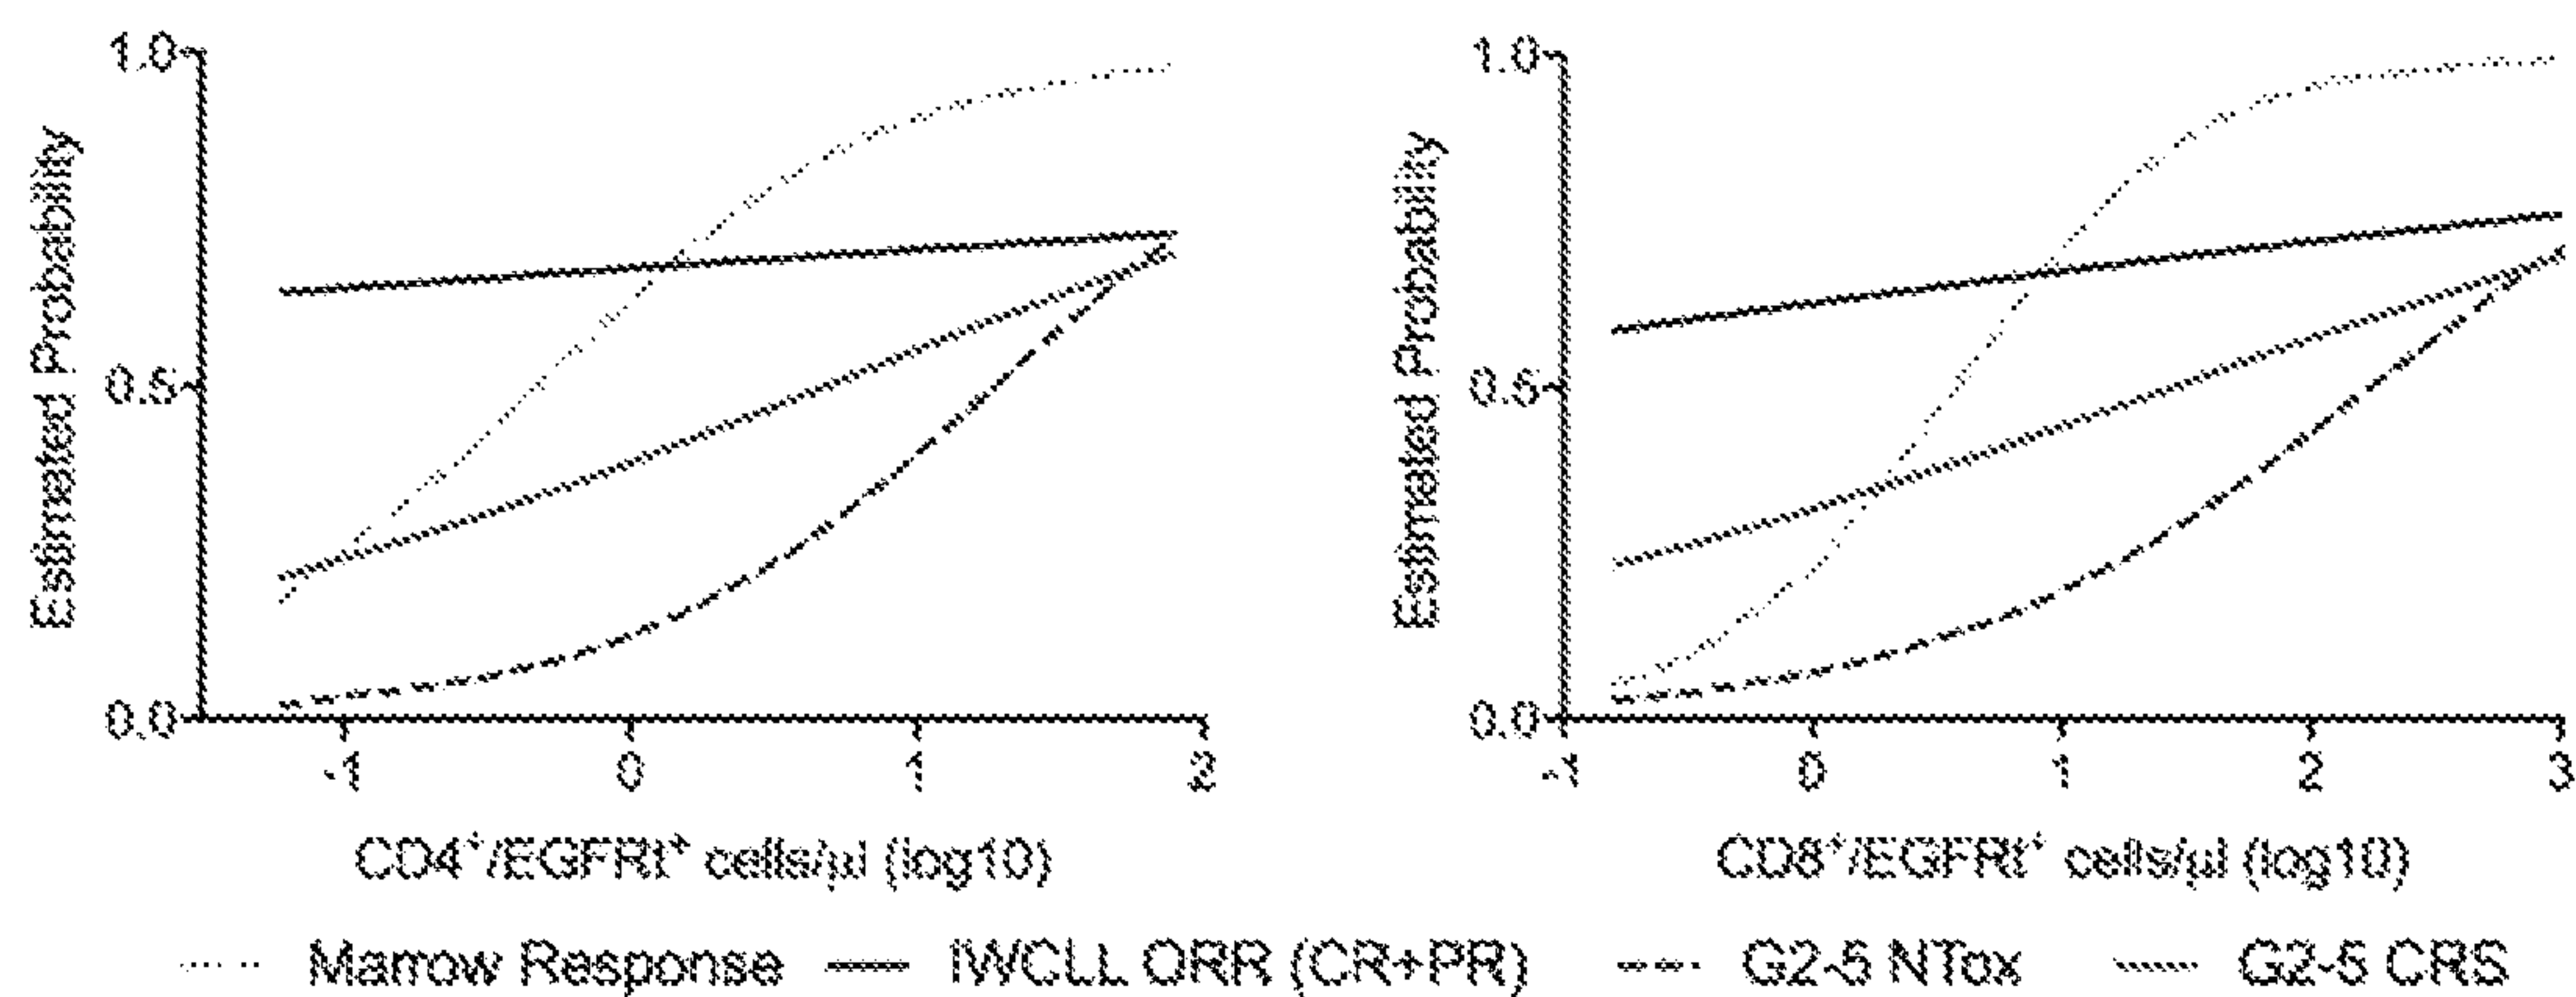 1.0
0.5
0.0
Estimated Probability
-1 0 1 2
CD4⁺/EGFRt⁺ cells/µl (log10)
1.0
0.5
0.0
Estimated Probability
-1 0 1 2 3
CD8⁺/EGFRt⁺ cells/µl (log10)
Marrow Response IWCLL ORR (CR+PR) G2-5 NTox G2-5 CRS